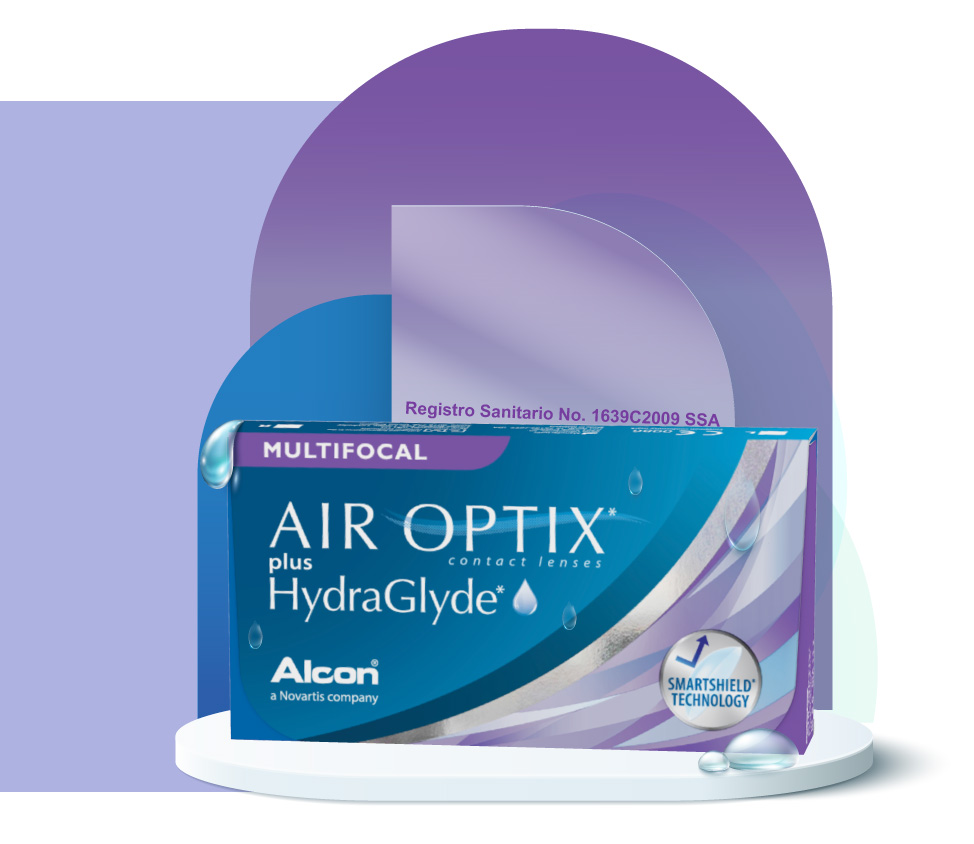 Registro Sanitario No. 1639C2009 SSA
MULTIFOCAL
AIR OPTIX*
contact lenses
plus
HydraGlyde*
Alcon®
a Novartis company
SMARTSHIELD*
TECHNOLOGY